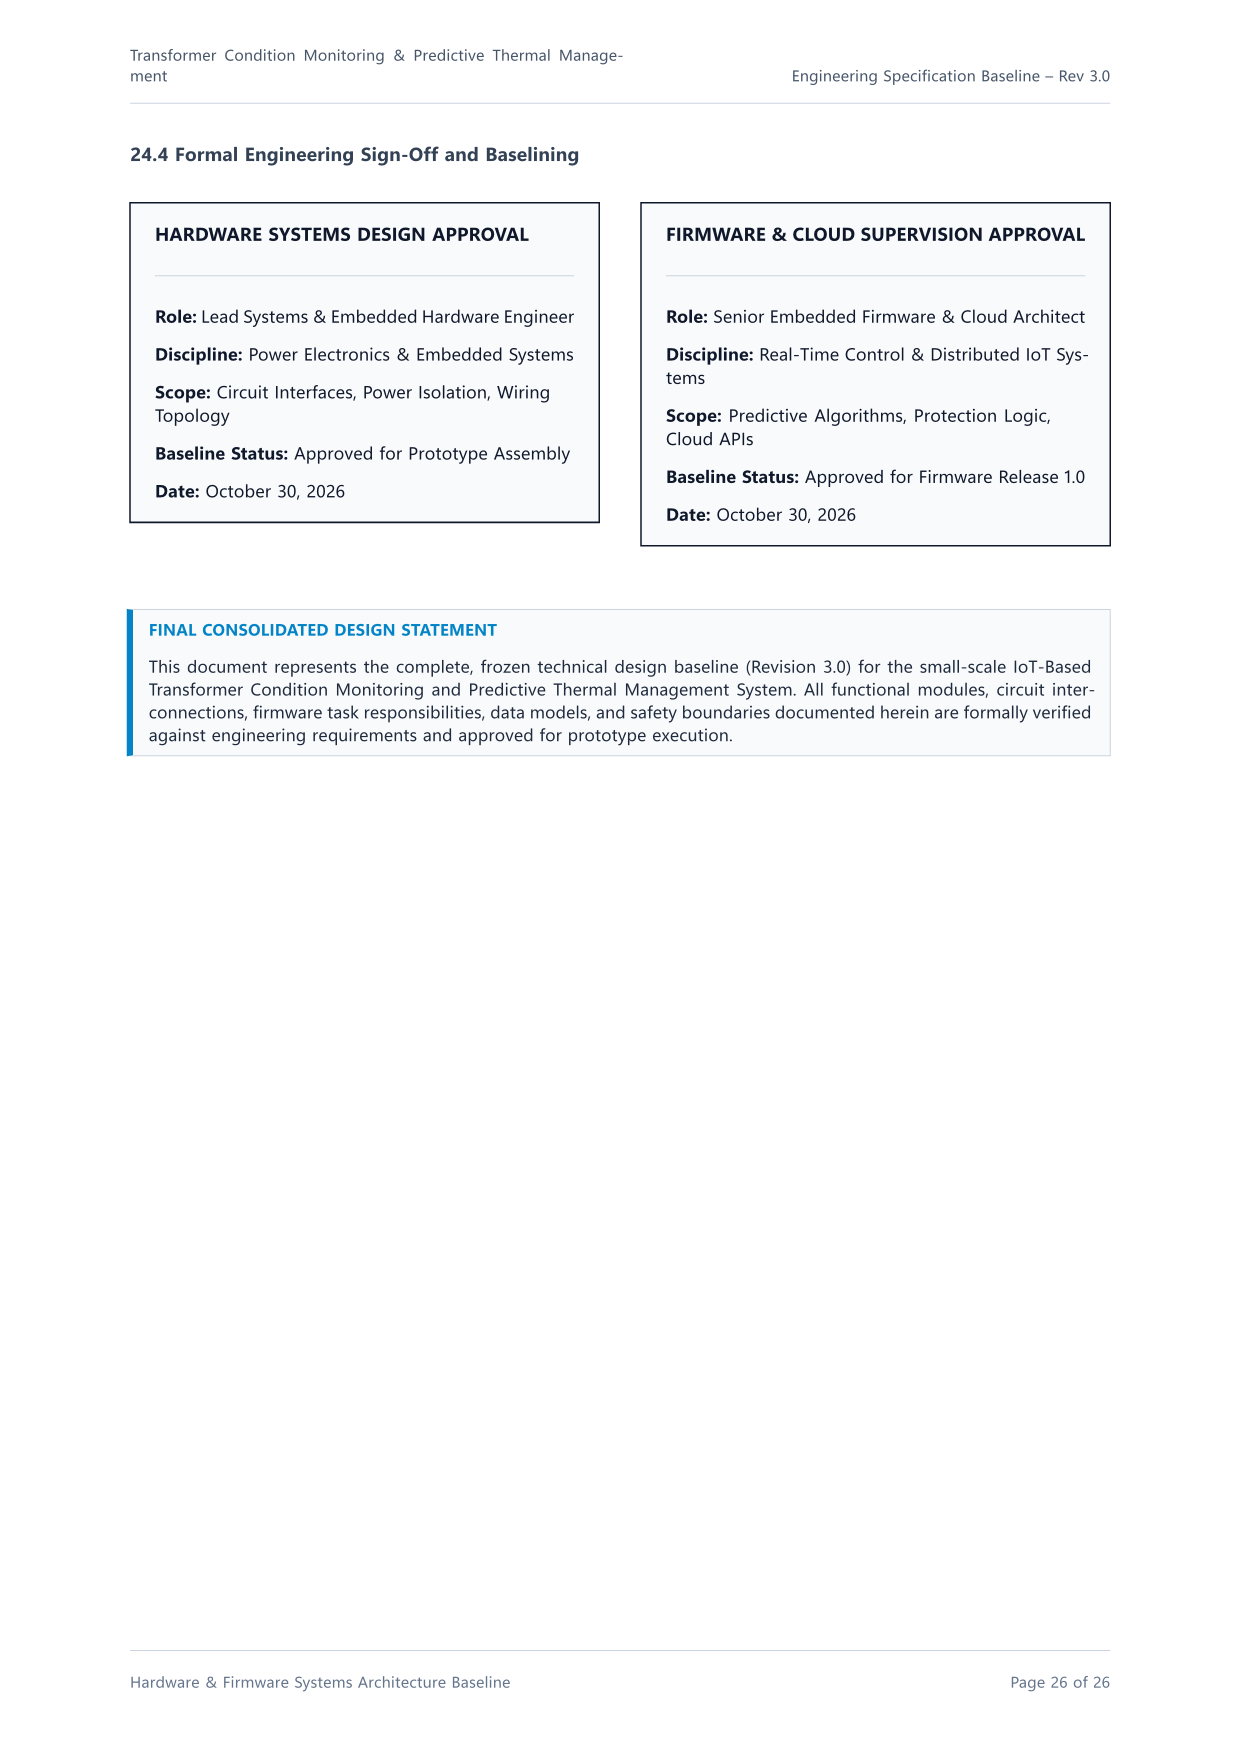 Transformer Condition Monitoring & Predictive Thermal Manage-
ment
Engineering Specification Baseline – Rev 3.0
24.4 Formal Engineering Sign-Off and Baselining
HARDWARE SYSTEMS DESIGN APPROVAL
Role: Lead Systems & Embedded Hardware Engineer
Discipline: Power Electronics & Embedded Systems
Scope: Circuit Interfaces, Power Isolation, Wiring
Topology
Baseline Status: Approved for Prototype Assembly
Date: October 30, 2026
FIRMWARE & CLOUD SUPERVISION APPROVAL
Role: Senior Embedded Firmware & Cloud Architect
Discipline: Real-Time Control & Distributed IoT Sys-
tems
Scope: Predictive Algorithms, Protection Logic,
Cloud APIs
Baseline Status: Approved for Firmware Release 1.0
Date: October 30, 2026
FINAL CONSOLIDATED DESIGN STATEMENT
This document represents the complete, frozen technical design baseline (Revision 3.0) for the small-scale IoT-Based
Transformer Condition Monitoring and Predictive Thermal Management System. All functional modules, circuit inter-
connections, firmware task responsibilities, data models, and safety boundaries documented herein are formally verified
against engineering requirements and approved for prototype execution.
Hardware & Firmware Systems Architecture Baseline
Page 26 of 26